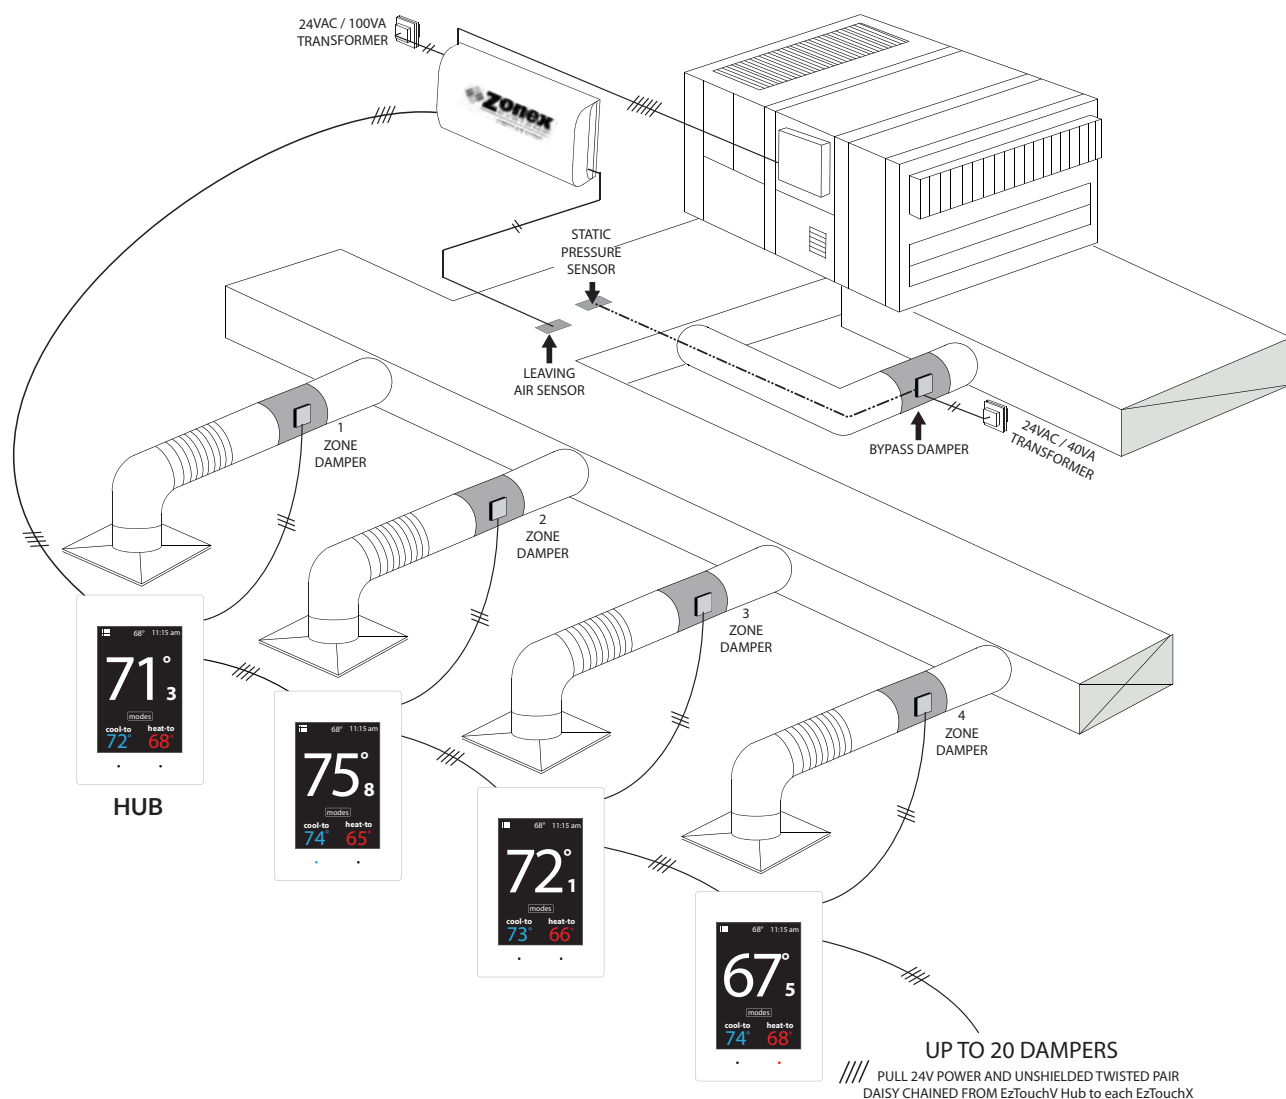 24VAC / 100VA
TRANSFORMER
Zonex
STATIC
PRESSURE
SENSOR
LEAVING
AIR SENSOR
BYPASS DAMPER
24VAC / 40VA
TRANSFORMER
1
ZONE
DAMPER
2
ZONE
DAMPER
3
ZONE
DAMPER
4
ZONE
DAMPER
68° 11:15 am
71°3
modes
cool-to heat-to
72° 68°
HUB
68° 11:15 am
75°8
modes
cool-to heat-to
74° 65°
68° 11:15 am
72°1
modes
cool-to heat-to
73° 66°
68° 11:15 am
67°5
modes
cool-to heat-to
74° 68°
UP TO 20 DAMPERS
PULL 24V POWER AND UNSHIELDED TWISTED PAIR
DAISY CHAINED FROM EzTouchV Hub to each EzTouchX